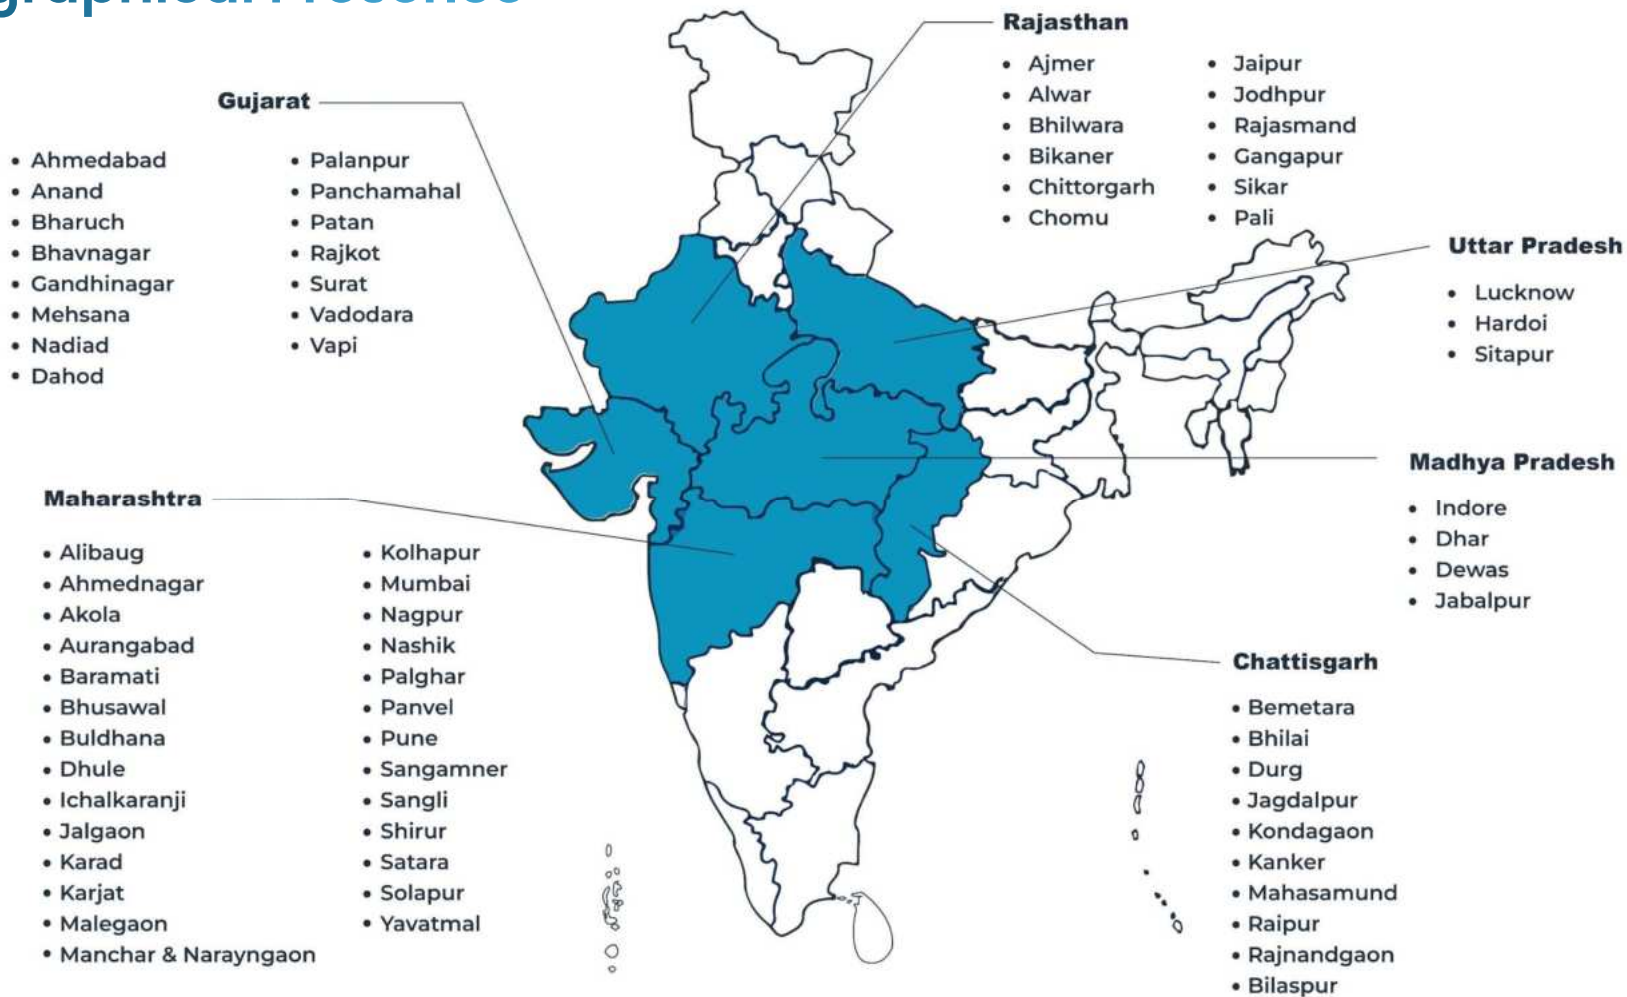 graphical Presence
Rajasthan
Ajmer
Alwar
Bhilwara
Bikaner
Chittorgarh
Chomu
Jaipur
Jodhpur
Rajasmand
Gangapur
Sikar
Pali
Gujarat
Ahmedabad
Anand
Bharuch
Bhavnagar
Gandhinagar
Mehsana
Nadiad
Dahod
Palanpur
Panchamahal
Patan
Rajkot
Surat
Vadodara
Vapi
Uttar Pradesh
Lucknow
Hardoi
Sitapur
Madhya Pradesh
Indore
Dhar
Dewas
Jabalpur
Maharashtra
Alibaug
Ahmednagar
Akola
Aurangabad
Baramati
Bhusawal
Buldhana
Dhule
Ichalkaranji
Jalgaon
Karad
Karjat
Malegaon
Manchar & Narayngaon
Kolhapur
Mumbai
Nagpur
Nashik
Palghar
Panvel
Pune
Sangamner
Sangli
Shirur
Satara
Solapur
Yavatmal
Chattisgarh
Bemetara
Bhilai
Durg
Jagdalpur
Kondagaon
Kanker
Mahasamund
Raipur
Rajnandgaon
Bilaspur